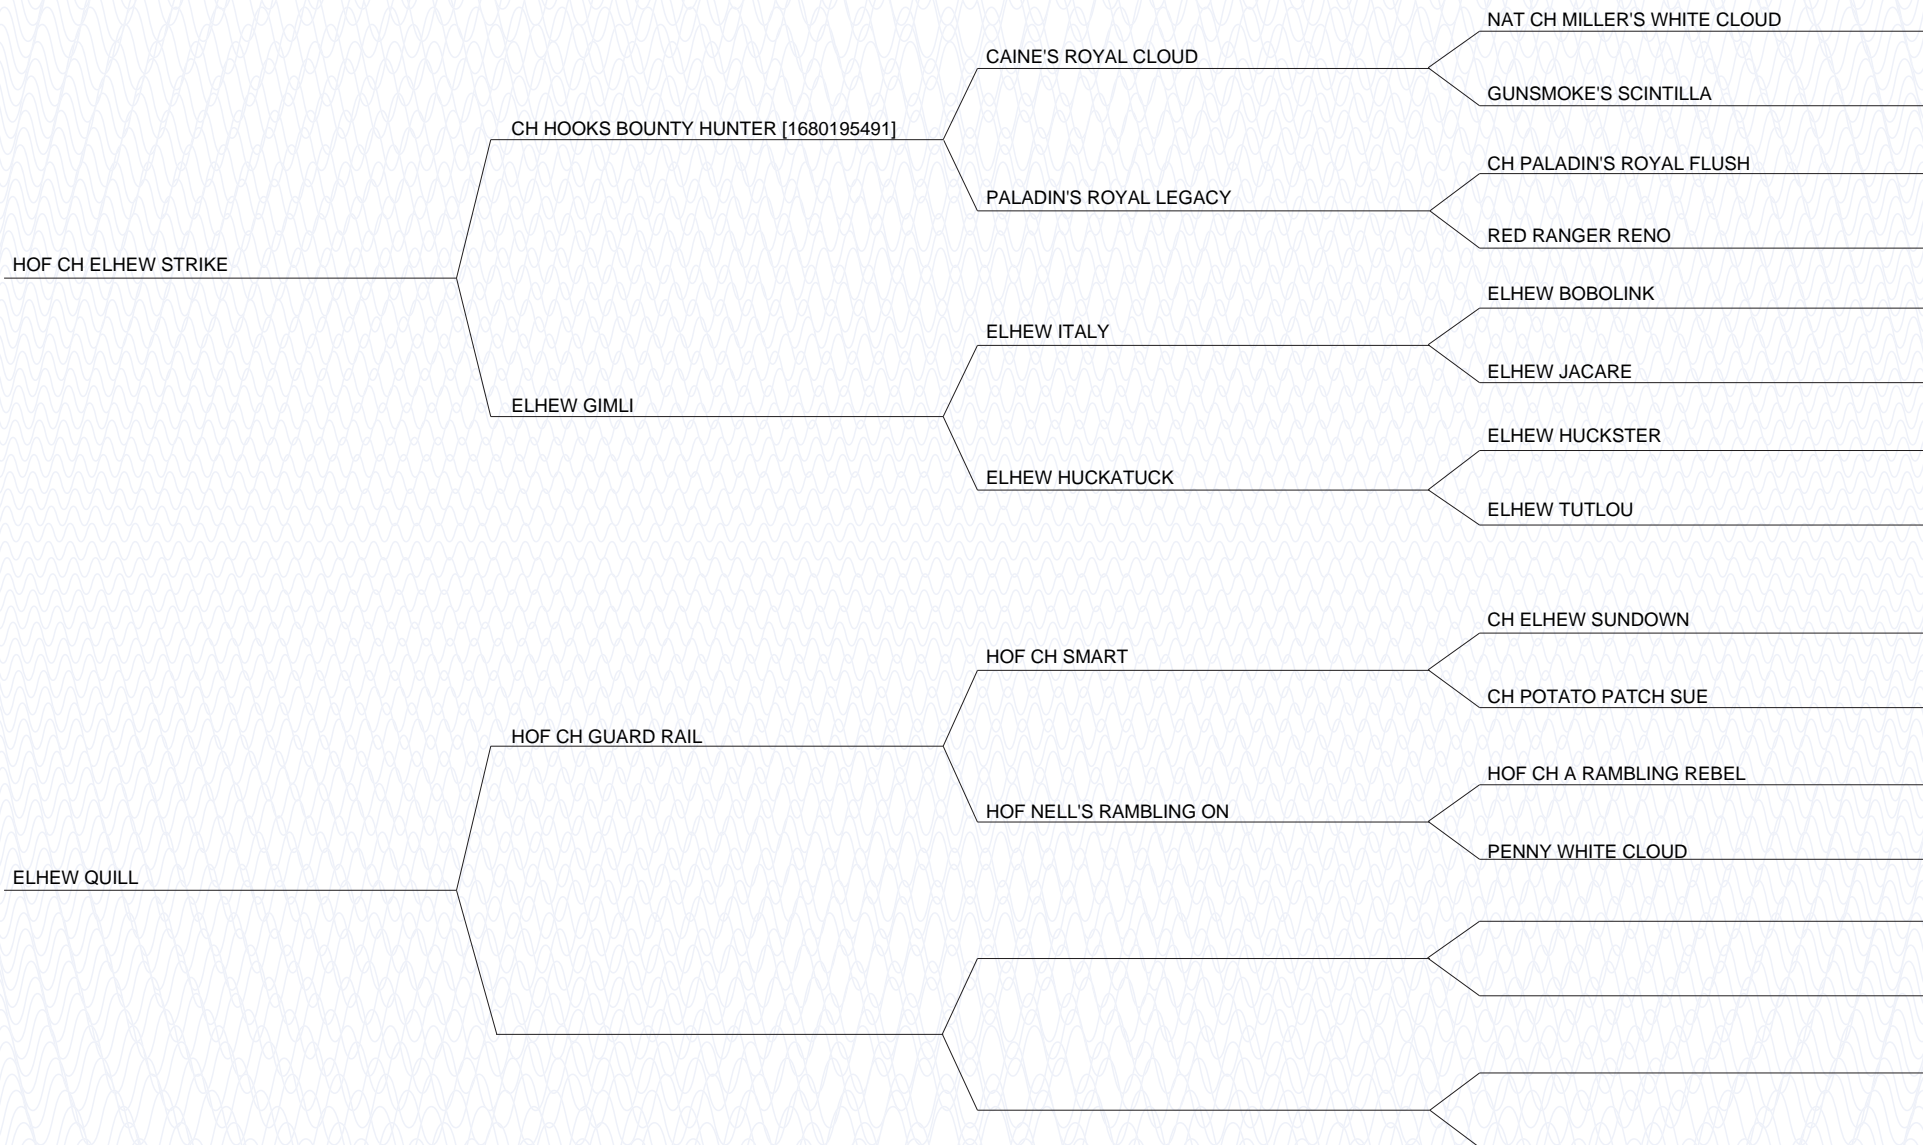 NAT CH MILLER'S WHITE CLOUD
CAINE'S ROYAL CLOUD
GUNSMOKE'S SCINTILLA
CH HOOKS BOUNTY HUNTER [1680195491]
CH PALADIN'S ROYAL FLUSH
PALADIN'S ROYAL LEGACY
RED RANGER RENO
HOF CH ELHEW STRIKE
ELHEW BOBOLINK
ELHEW ITALY
ELHEW JACARE
ELHEW GIMLI
ELHEW HUCKSTER
ELHEW HUCKATUCK
ELHEW TUTLOU
CH ELHEW SUNDOWN
HOF CH SMART
CH POTATO PATCH SUE
HOF CH GUARD RAIL
HOF CH A RAMBLING REBEL
HOF NELL'S RAMBLING ON
PENNY WHITE CLOUD
ELHEW QUILL